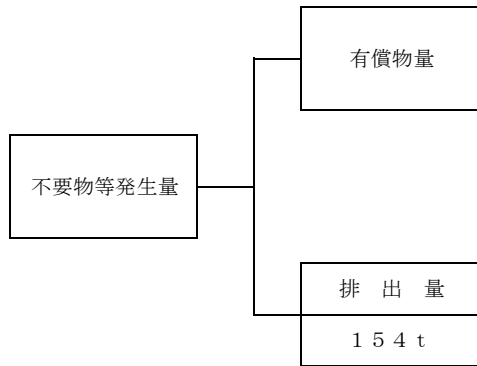 有償物量
不要物等発生量
排　出　量
１５４ｔ